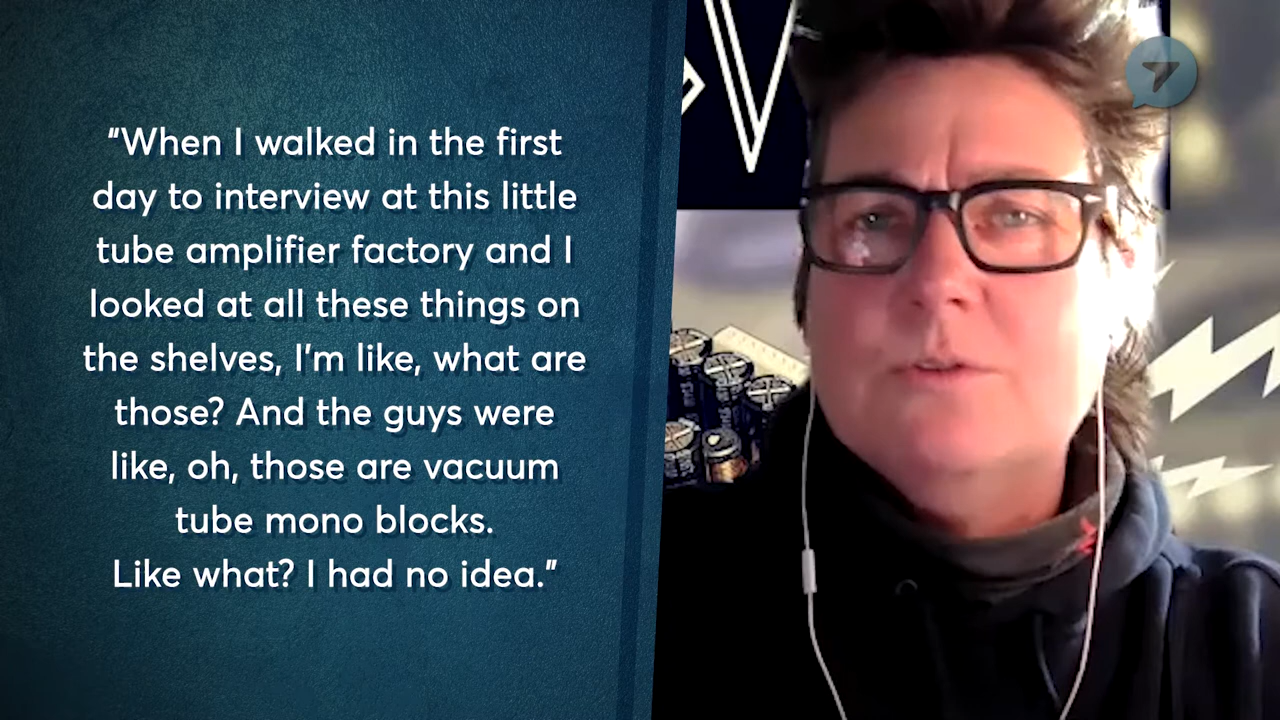 “When I walked in the first
day to interview at this little
tube amplifier factory and I
looked at all these things on
the shelves, I’m like, what are
those? And the guys were
like, oh, those are vacuum
tube mono blocks.
Like what? I had no idea.”